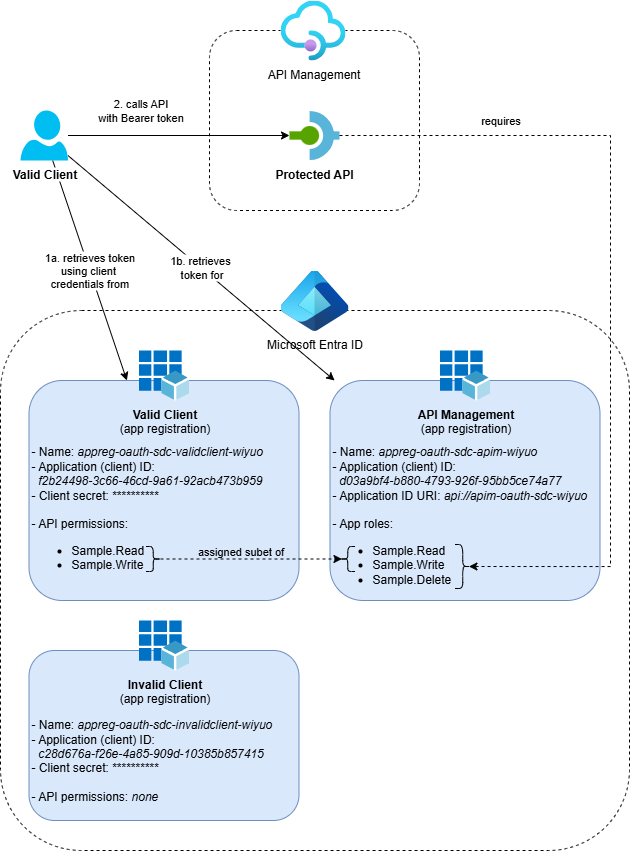 API Management
2. calls API
with Bearer token
requires
Valid Client
Protected API
1a. retrieves token
using client
credentials from
1b. retrieves
token for
Microsoft Entra ID
Valid Client
(app registration)
- Name: appreg-oauth-sdc-validclient-wiyuo
- Application (client) ID:
f2b24498-3c66-46cd-9a61-92acb473b959
- Client secret: **********
- API permissions:
• Sample.Read
• Sample.Write
assigned subet of
API Management
(app registration)
- Name: appreg-oauth-sdc-apim-wiyuo
- Application (client) ID:
d03a9bf4-b880-4793-926f-95bb5ce74a77
- Application ID URI: api://apim-oauth-sdc-wiyuo
- App roles:
• Sample.Read
• Sample.Write
• Sample.Delete
Invalid Client
(app registration)
- Name: appreg-oauth-sdc-invalidclient-wiyuo
- Application (client) ID:
c28d676a-f26e-4a85-909d-10385b857415
- Client secret: **********
- API permissions: none